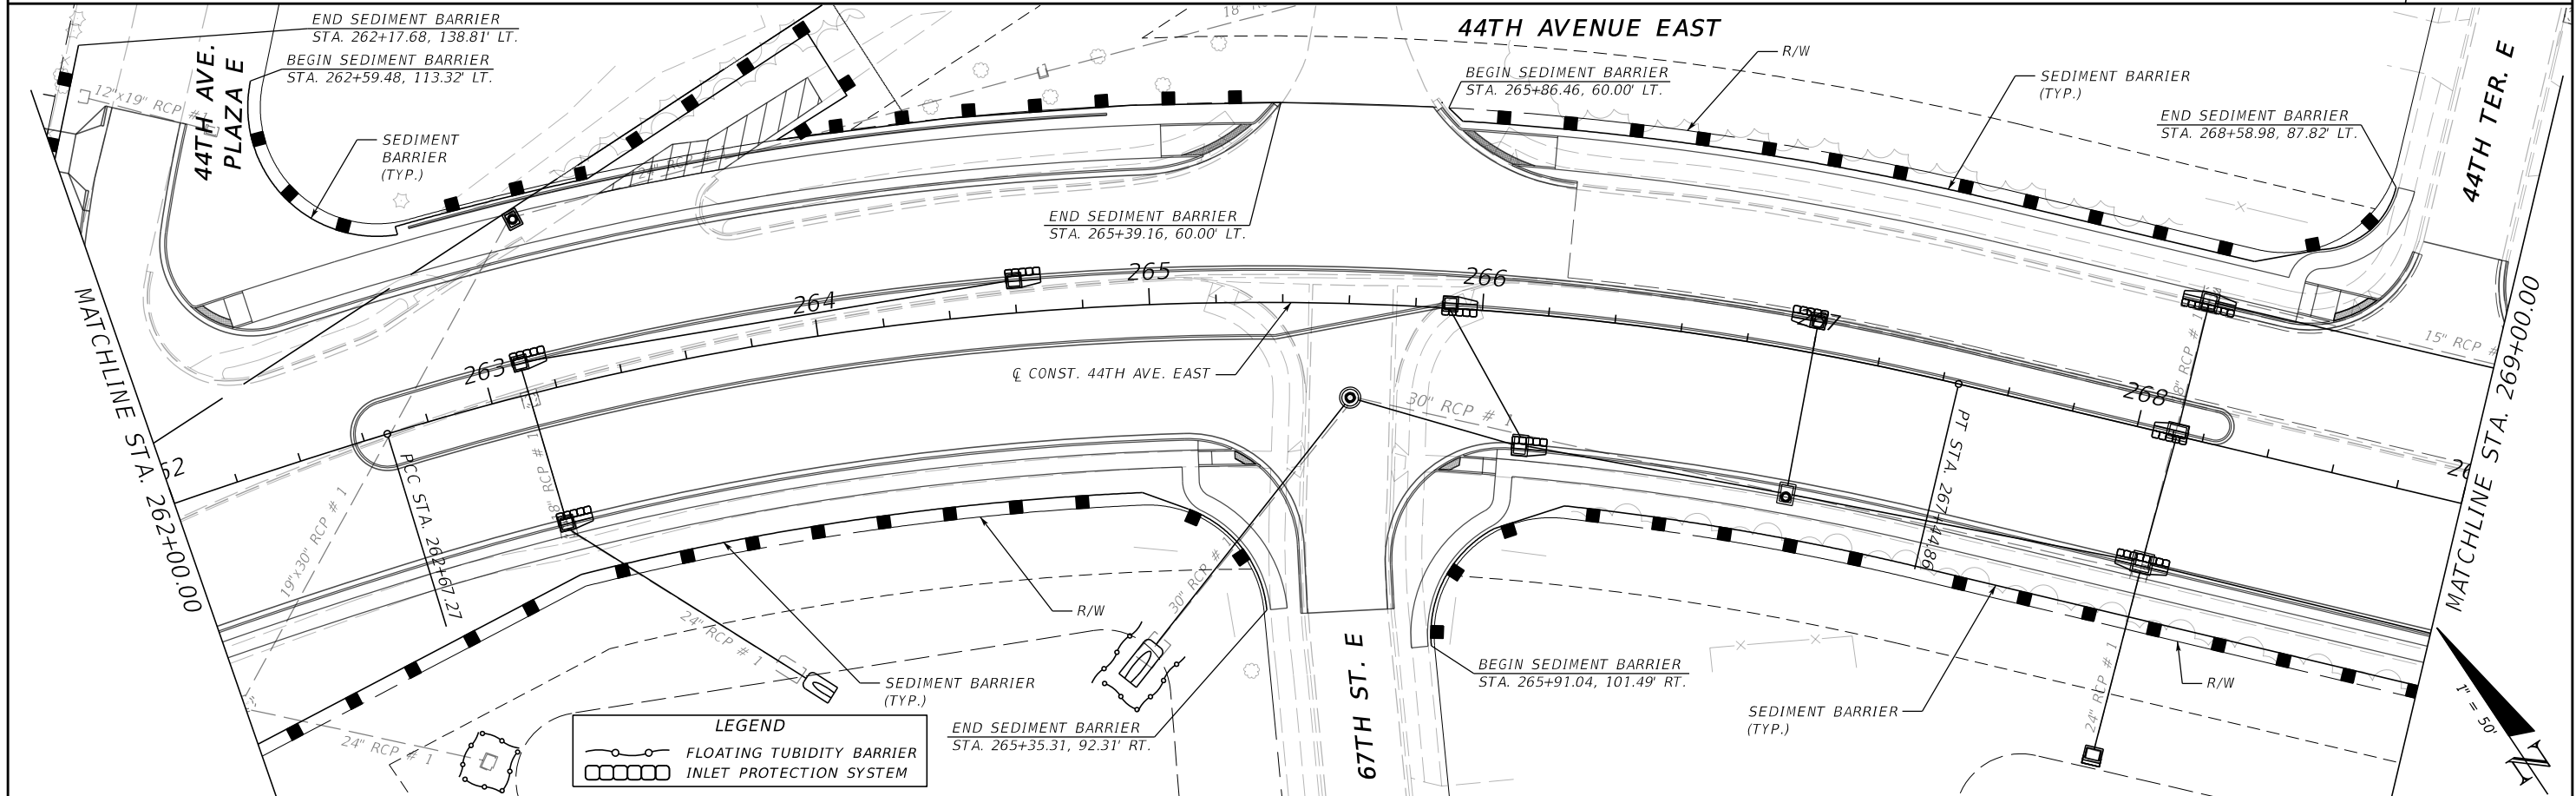 END SEDIMENT BARRIER
STA. 262+17.68, 138.81' LT.
BEGIN SEDIMENT BARRIER
STA. 262+59.48, 113.32' LT.
44TH AVE.
PLAZA E
12"x19" RCP # 1
SEDIMENT
BARRIER
(TYP.)
44TH AVENUE EAST
R/W
BEGIN SEDIMENT BARRIER
STA. 265+86.46, 60.00' LT.
SEDIMENT BARRIER
(TYP.)
END SEDIMENT BARRIER
STA. 268+58.98, 87.82' LT.
44TH TER. E
END SEDIMENT BARRIER
STA. 265+39.16, 60.00' LT.
263
264
265
266
268
℄ CONST. 44TH AVE. EAST
MATCHLINE STA. 262+00.00
MATCHLINE STA. 269+00.00
PCC STA. 262+67.27
PT STA. 267+44.86
19"x30" RCP # 1
18" RCP # 1
30" RCP # 1
15" RCP #
24" RCP # 1
30" RCP # 1
24" RCP # 1
24" RCP # 1
R/W
SEDIMENT BARRIER
(TYP.)
END SEDIMENT BARRIER
STA. 265+35.31, 92.31' RT.
67TH ST. E
BEGIN SEDIMENT BARRIER
STA. 265+91.04, 101.49' RT.
SEDIMENT BARRIER
(TYP.)
R/W
LEGEND
FLOATING TUBIDITY BARRIER
INLET PROTECTION SYSTEM
1" = 50'
N